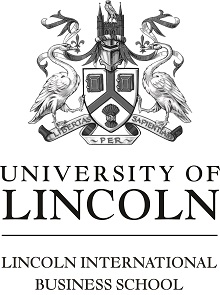 LIBERTAS PER SAPIENTIAM
UNIVERSITY OF
LINCOLN
LINCOLN INTERNATIONAL
BUSINESS SCHOOL